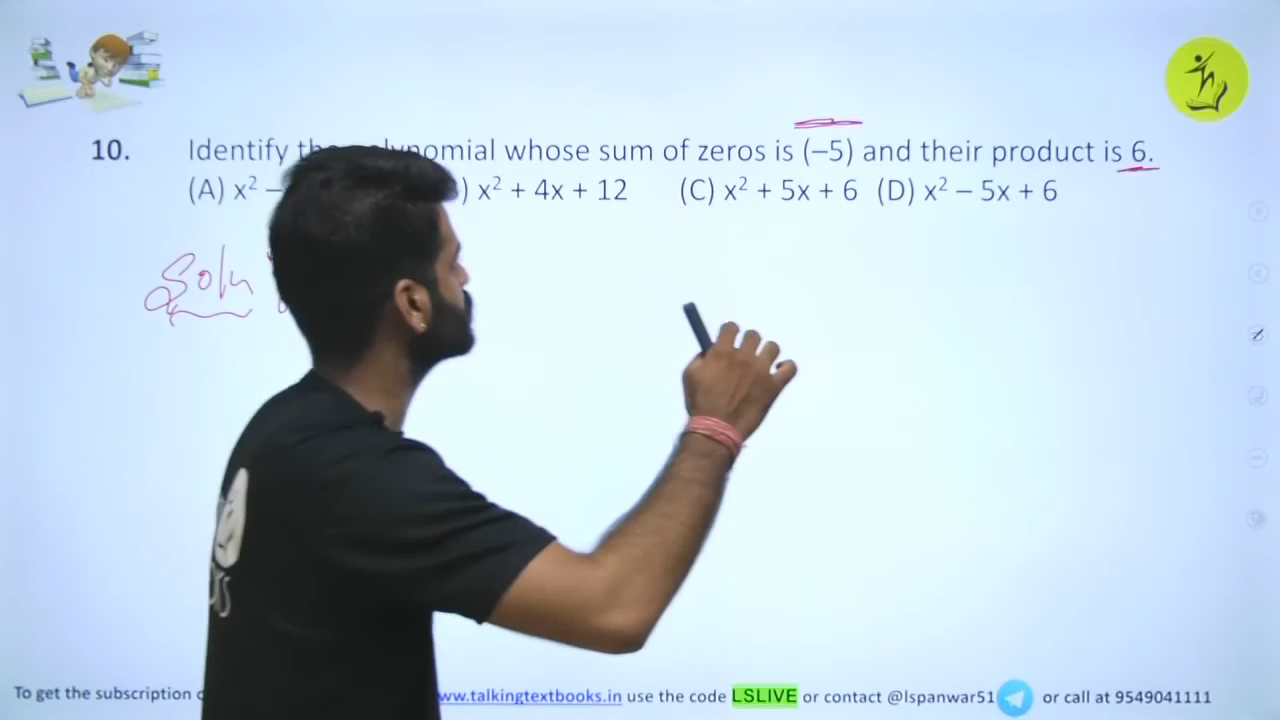 10. Identify the polynomial whose sum of zeros is (–5) and their product is 6.
(A) x² – ) x² + 4x + 12 (C) x² + 5x + 6 (D) x² – 5x + 6
Soln
To get the subscription www.talkingtextbooks.in use the code LSLIVE or contact @lspanwar51 or call at 9549041111